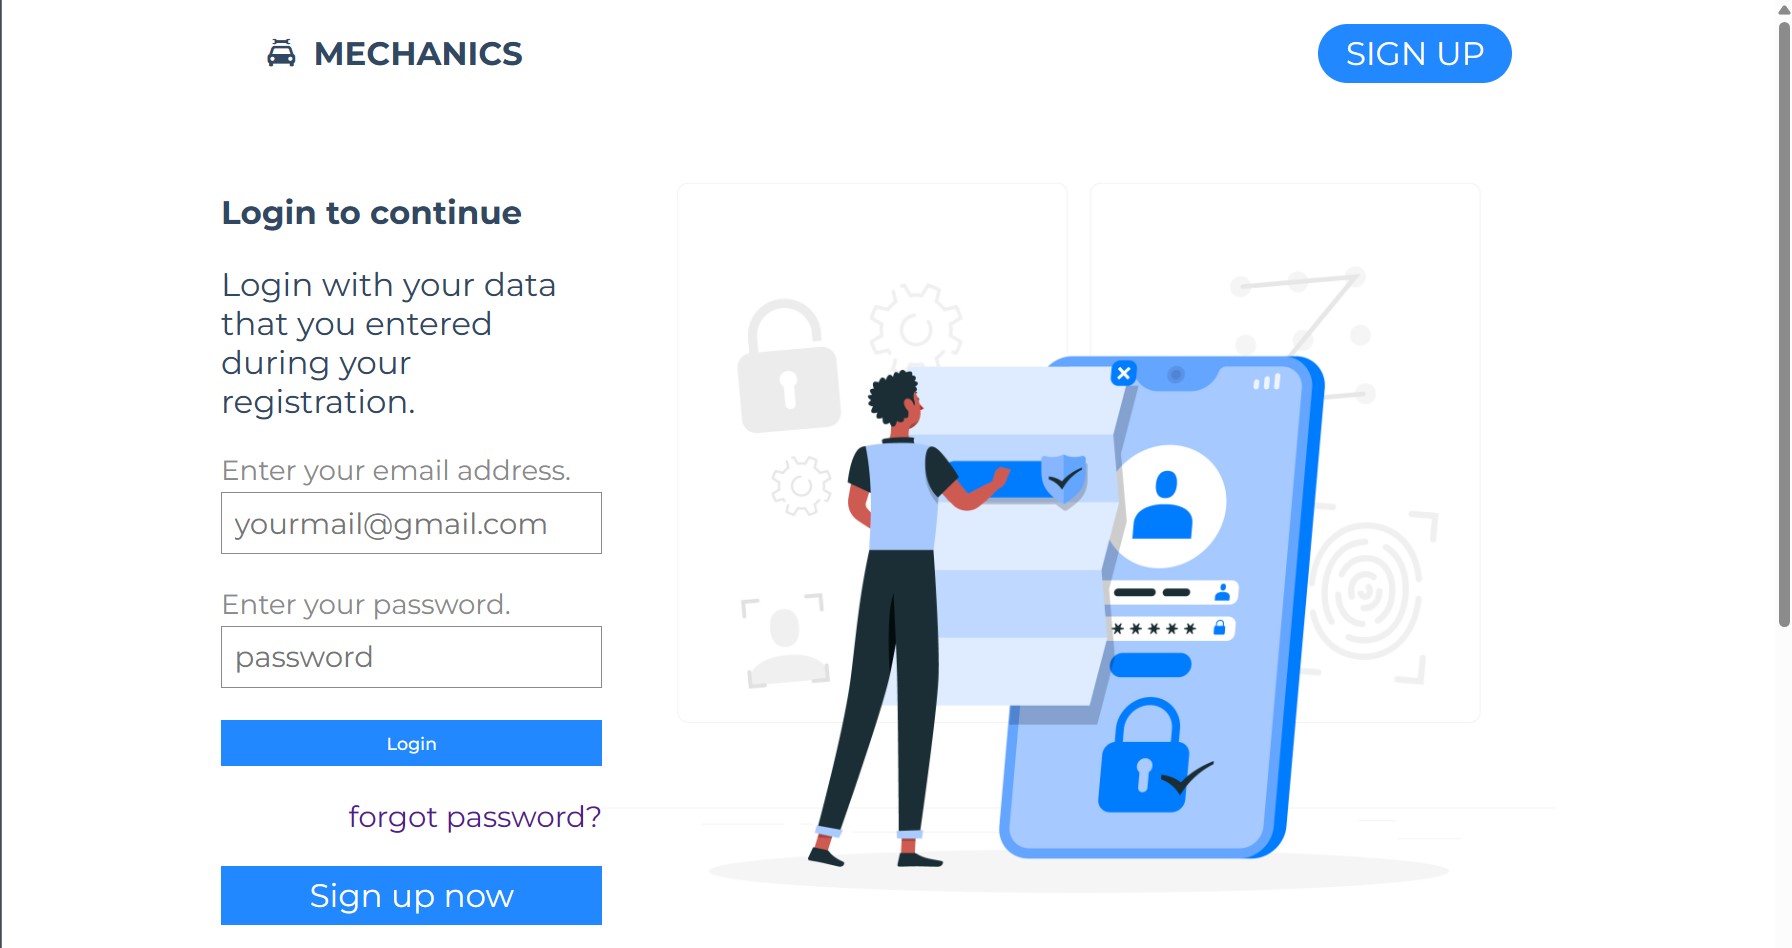 MECHANICS
SIGN UP
Login to continue
Login with your data
that you entered
during your
registration.
Enter your email address.
yourmail@gmail.com
Enter your password.
password
*****
Login
forgot password?
Sign up now